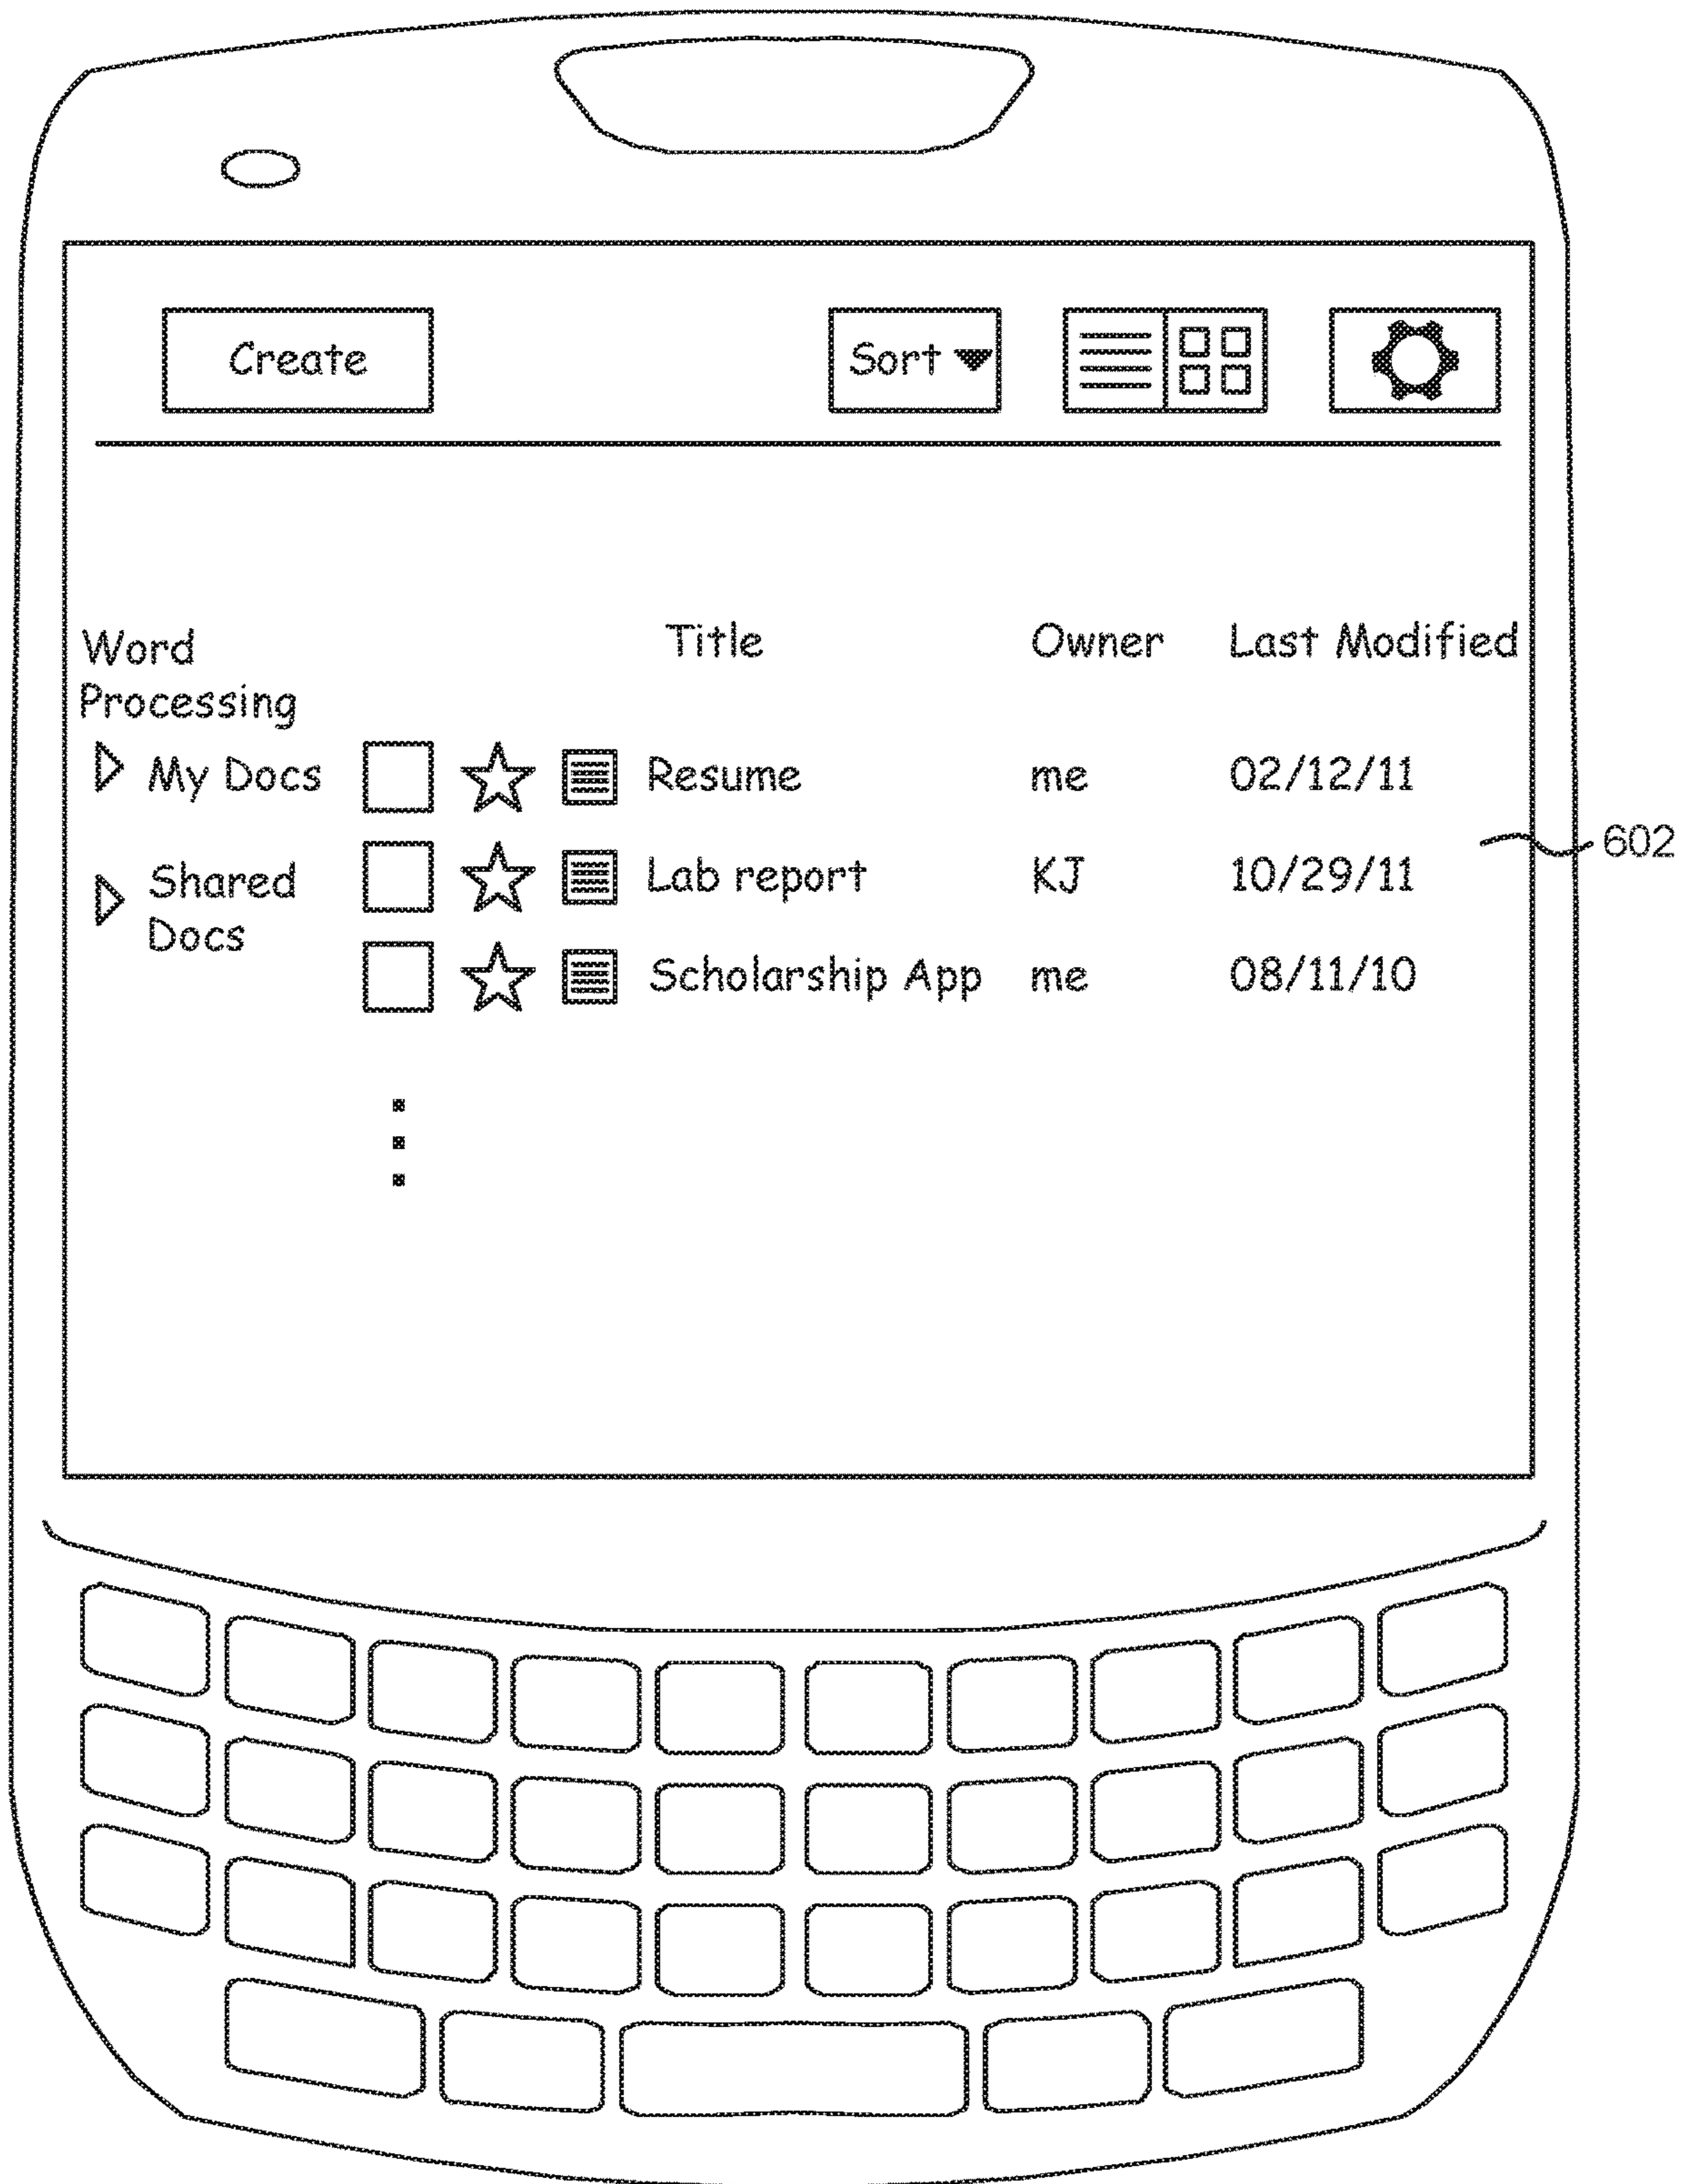 Create
Sort
Word
Processing
Title
Owner
Last Modified
My Docs
Resume
me
02/12/11
602
Shared
Docs
Lab report
KJ
10/29/11
Scholarship App
me
08/11/10